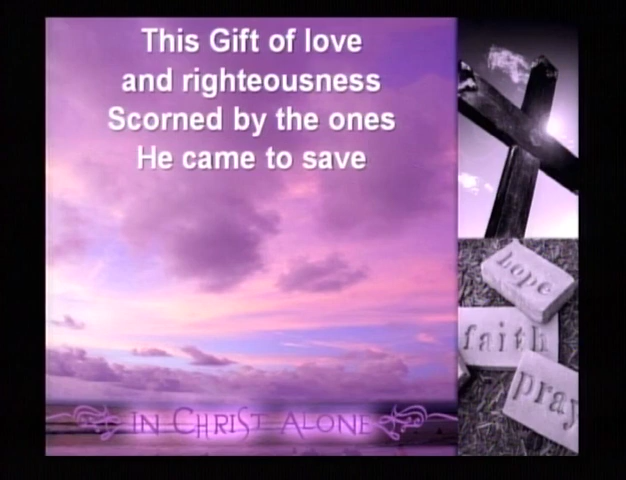 This Gift of love
and righteousness
Scorned by the ones
He came to save
IN CHRIST ALONE
hope
faith
pray